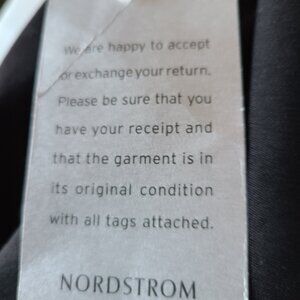 We are happy to accept
or exchange your return.
Please be sure that you
have your receipt and
that the garment is in
its original condition
with all tags attached.
NORDSTROM